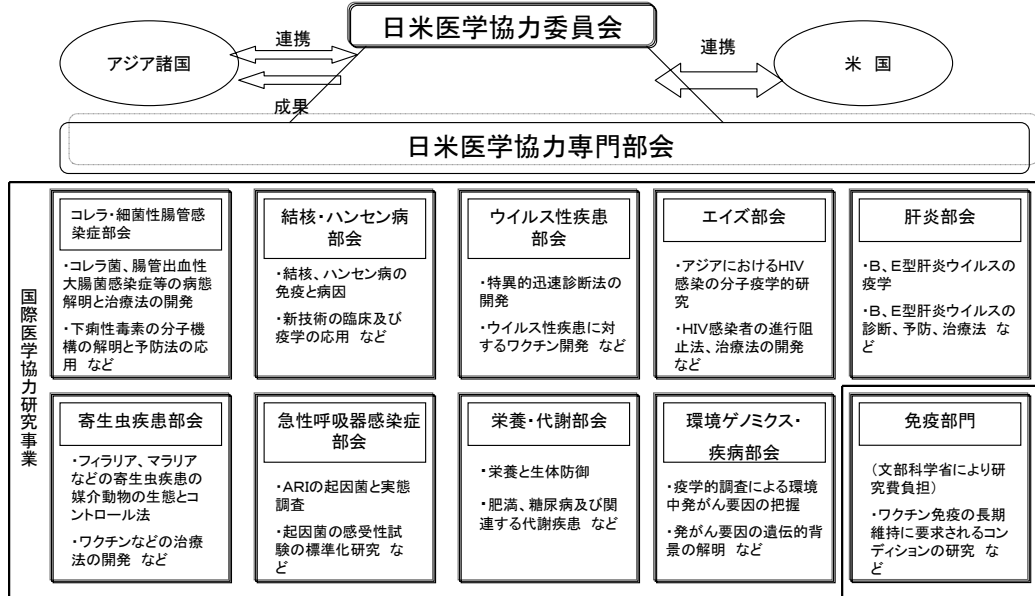 日米医学協力委員会
アジア諸国
連携
成果
連携
米 国
日米医学協力専門部会
国際医学協力研究事業
コレラ・細菌性腸管感
染症部会
・コレラ菌、腸管出血性
大腸菌感染症等の病態
解明と治療法の開発
・下痢性毒素の分子機
構の解明と予防法の応
用 など
結核・ハンセン病
部会
・結核、ハンセン病の
免疫と病因
・新技術の臨床及び
疫学の応用 など
ウイルス性疾患
部会
・特異的迅速診断法の
開発
・ウイルス性疾患に対
するワクチン開発 など
エイズ部会
・アジアにおけるHIV
感染の分子疫学的研
究
・HIV感染者の進行阻
止法、治療法の開発
など
肝炎部会
・B、E型肝炎ウイルスの
疫学
・B、E型肝炎ウイルスの
診断、予防、治療法 な
ど
寄生虫疾患部会
・フィラリア、マラリア
などの寄生虫疾患の
媒介動物の生態とコ
ントロール法
・ワクチンなどの治療
法の開発 など
急性呼吸器感染症
部会
・ARIの起因菌と実態
調査
・起因菌の感受性試
験の標準化研究 な
ど
栄養・代謝部会
・栄養と生体防御
・肥満、糖尿病及び関
連する代謝疾患 など
環境ゲノミクス・
疾病部会
・疫学的調査による環境
中発がん要因の把握
・発がん要因の遺伝的背
景の解明 など
免疫部門
（文部科学省により研
究費負担）
・ワクチン免疫の長期
維持に要求されるコン
ディションの研究 な
ど